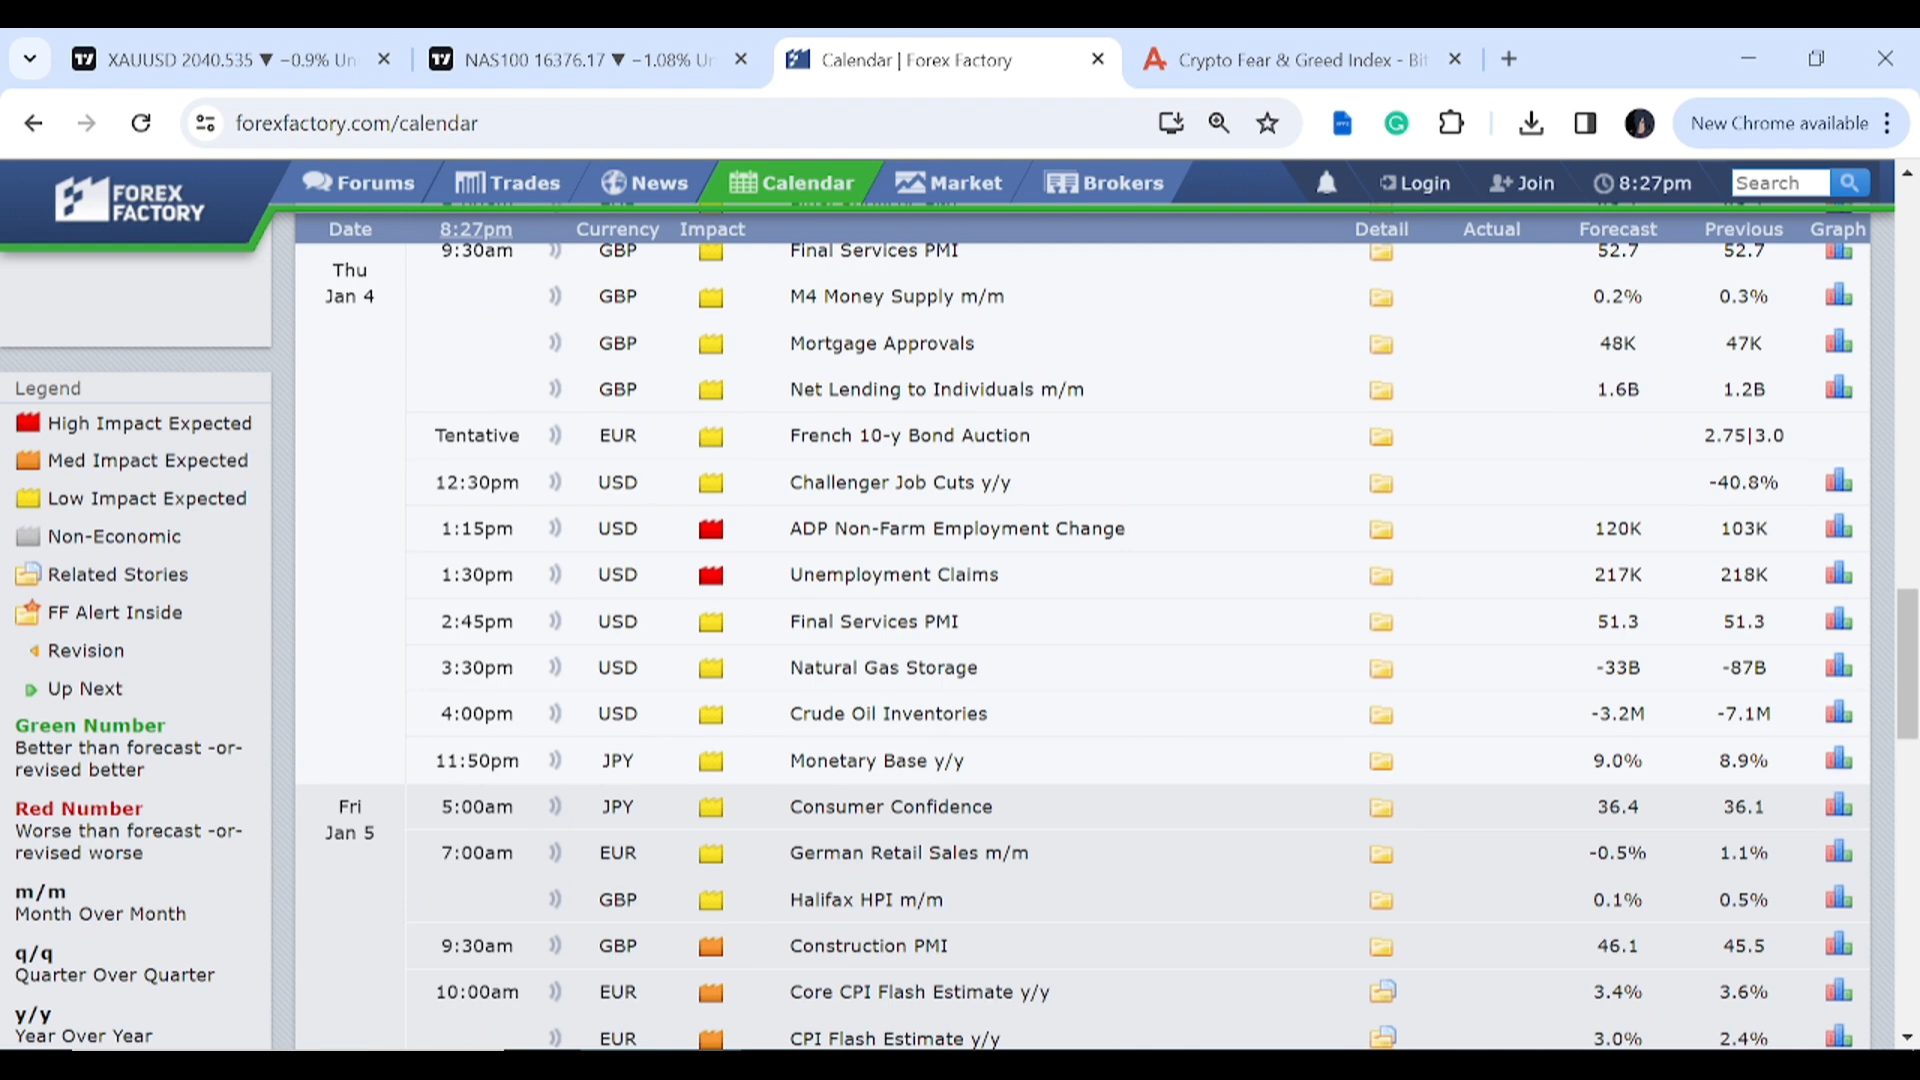 XAUUSD 2040.535 ▼ −0.9% Un
NAS100 16376.17 ▼ −1.08% Un
Calendar | Forex Factory
Crypto Fear & Greed Index - Bit
forexfactory.com/calendar
New Chrome available
FOREX
FACTORY
Forums
Trades
News
Calendar
Market
Brokers
Login
Join
8:27pm
Search
Date 8:27pm Currency Impact Detail Actual Forecast Previous Graph
Thu
Jan 4
9:30am GBP Final Services PMI 52.7 52.7
GBP M4 Money Supply m/m 0.2% 0.3%
GBP Mortgage Approvals 48K 47K
GBP Net Lending to Individuals m/m 1.6B 1.2B
Tentative EUR French 10-y Bond Auction 2.75|3.0
12:30pm USD Challenger Job Cuts y/y -40.8%
1:15pm USD ADP Non-Farm Employment Change 120K 103K
1:30pm USD Unemployment Claims 217K 218K
2:45pm USD Final Services PMI 51.3 51.3
3:30pm USD Natural Gas Storage -33B -87B
4:00pm USD Crude Oil Inventories -3.2M -7.1M
11:50pm JPY Monetary Base y/y 9.0% 8.9%
Fri
Jan 5
5:00am JPY Consumer Confidence 36.4 36.1
7:00am EUR German Retail Sales m/m -0.5% 1.1%
GBP Halifax HPI m/m 0.1% 0.5%
9:30am GBP Construction PMI 46.1 45.5
10:00am EUR Core CPI Flash Estimate y/y 3.4% 3.6%
EUR CPI Flash Estimate y/y 3.0% 2.4%
Legend
High Impact Expected
Med Impact Expected
Low Impact Expected
Non-Economic
Related Stories
FF Alert Inside
Revision
Up Next
Green Number
Better than forecast -or-
revised better
Red Number
Worse than forecast -or-
revised worse
m/m
Month Over Month
q/q
Quarter Over Quarter
y/y
Year Over Year